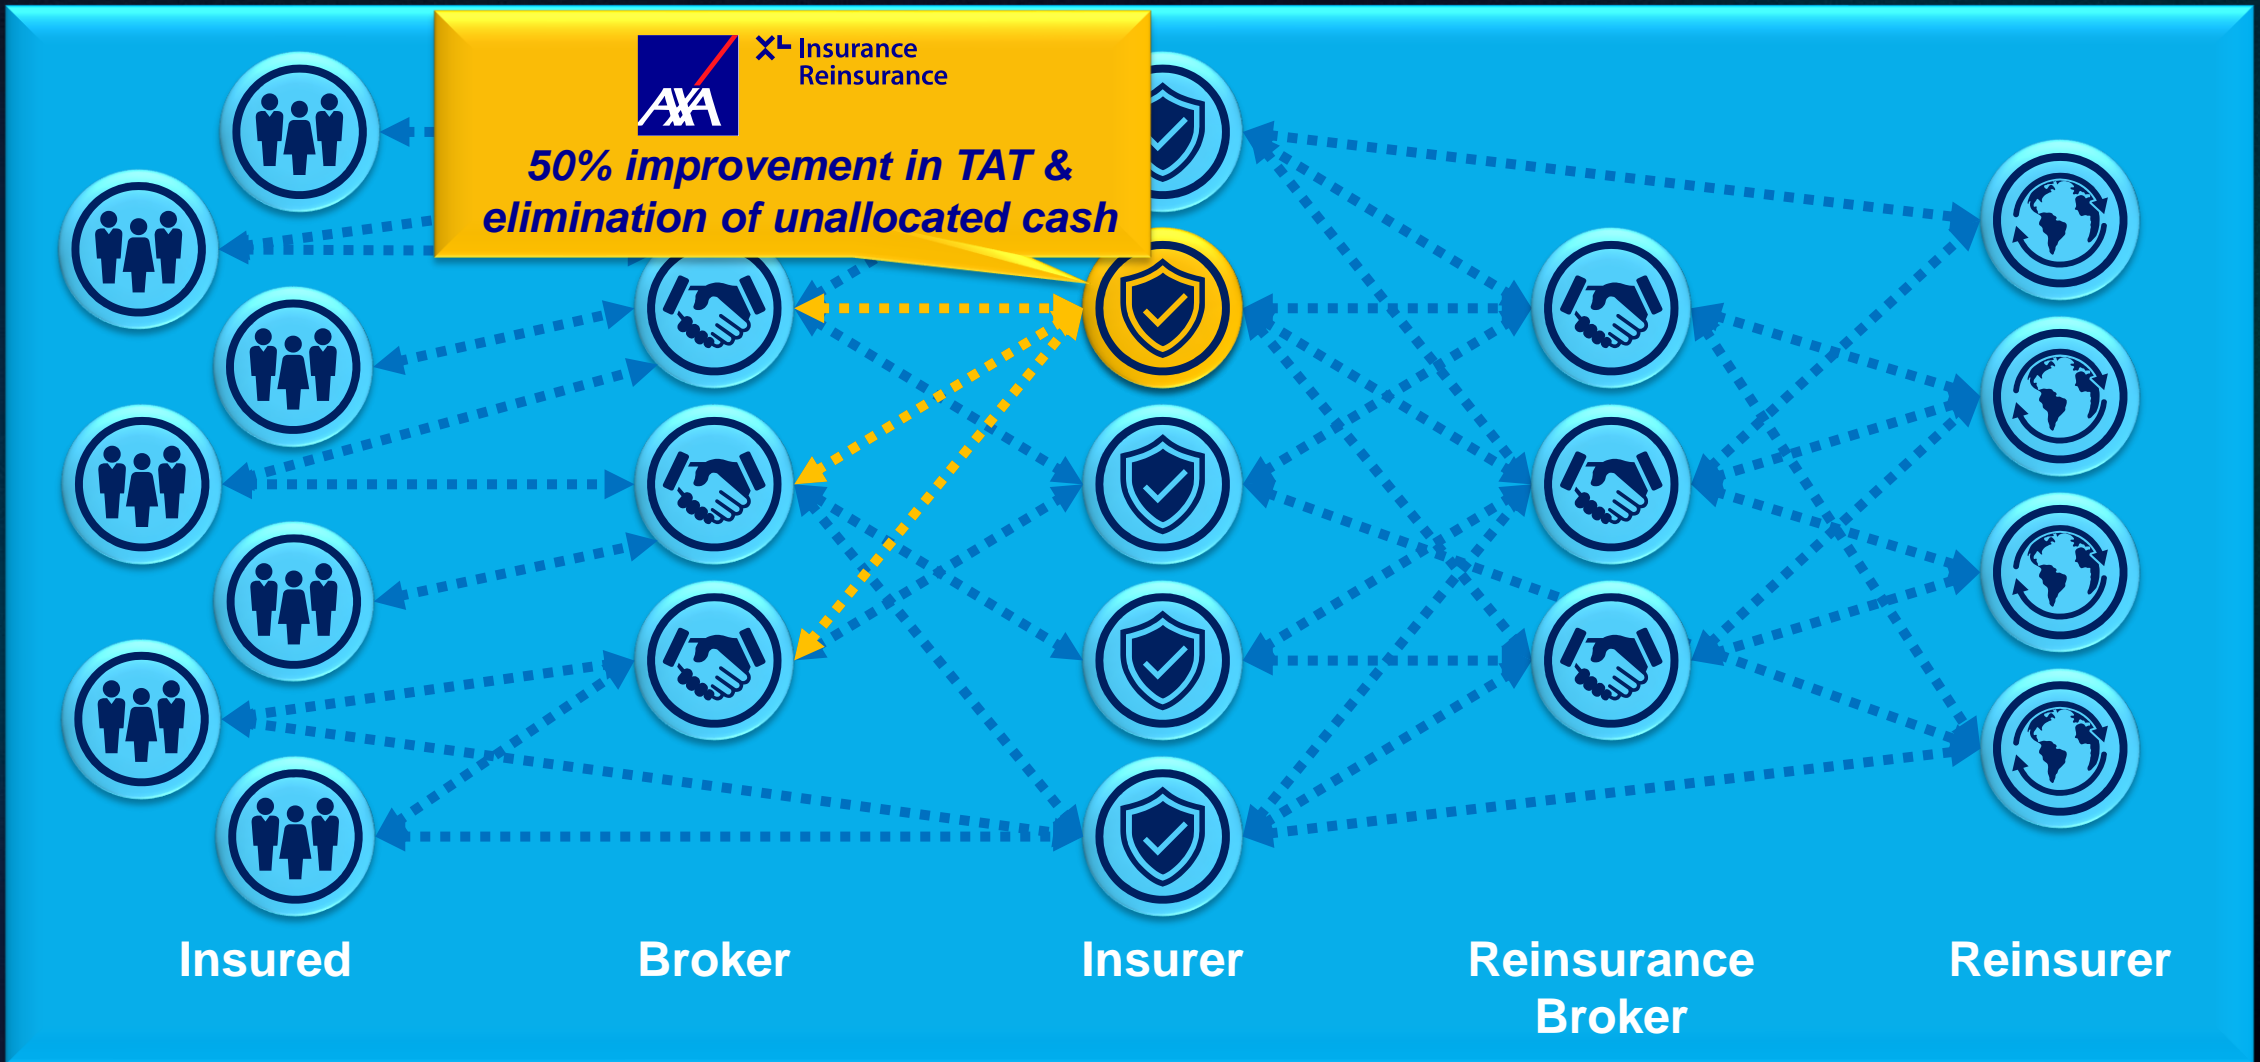 AXA
XL Insurance
Reinsurance
50% improvement in TAT &
elimination of unallocated cash
Insured
Broker
Insurer
Reinsurance
Broker
Reinsurer